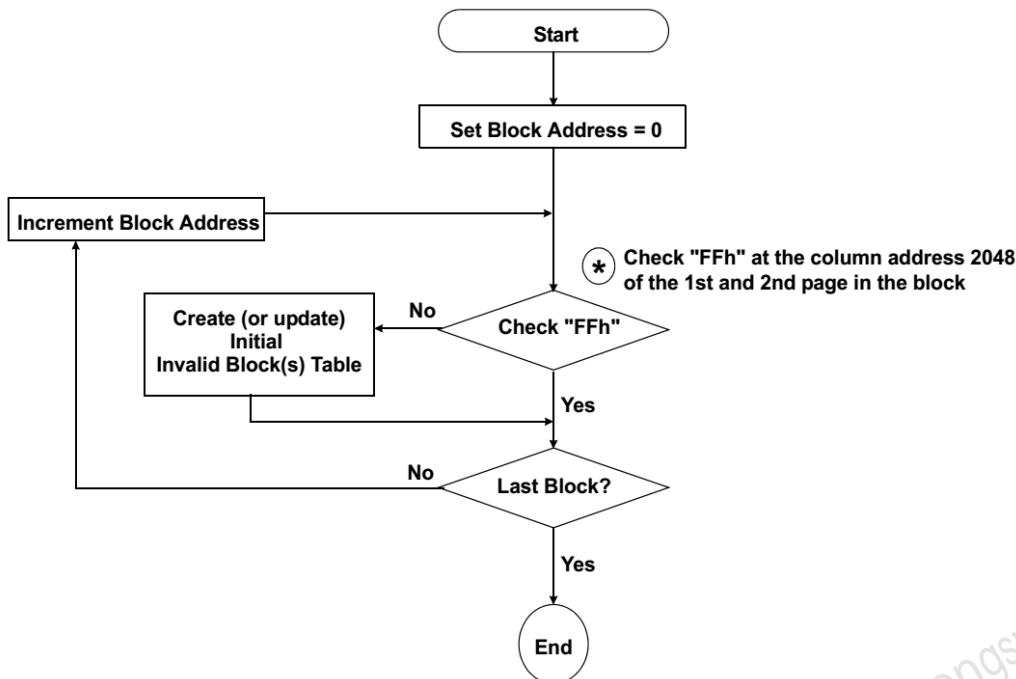 Start
Set Block Address = 0
Increment Block Address
* Check "FFh" at the column address 2048
of the 1st and 2nd page in the block
No
Check "FFh"
Create (or update)
Initial
Invalid Block(s) Table
Yes
No
Last Block?
Yes
End